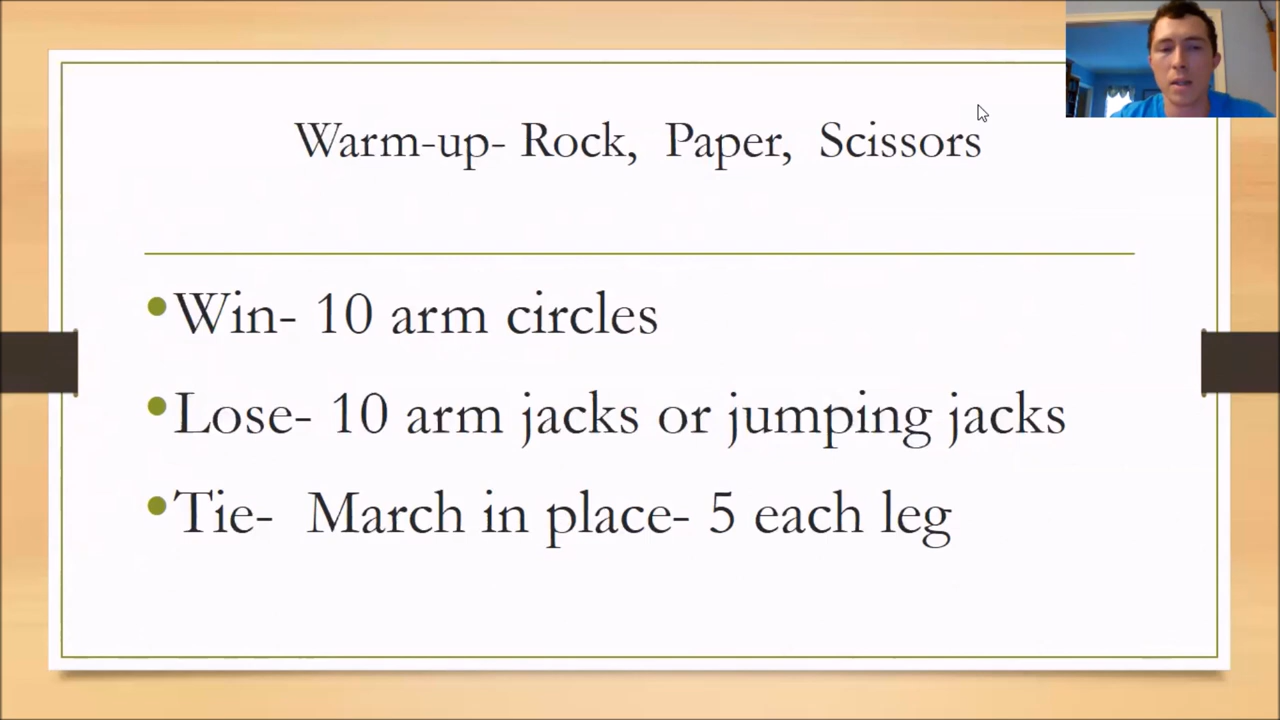 Warm-up- Rock, Paper, Scissors
Win- 10 arm circles
Lose- 10 arm jacks or jumping jacks
Tie- March in place- 5 each leg